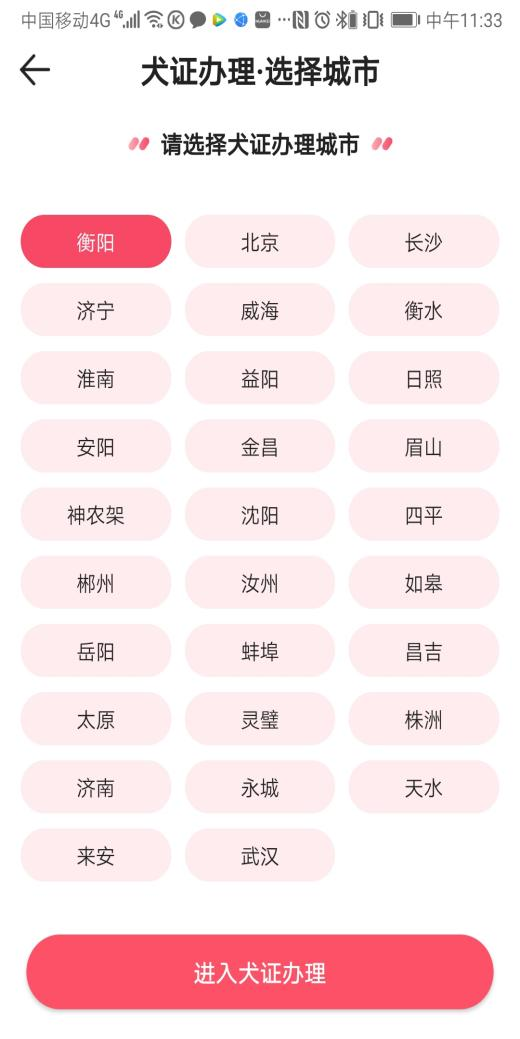 中国移动4G 4G 中午11:33
犬证办理·选择城市
请选择犬证办理城市
衡阳 北京 长沙
济宁 威海 衡水
淮南 益阳 日照
安阳 金昌 眉山
神农架 沈阳 四平
郴州 汝州 如皋
岳阳 蚌埠 昌吉
太原 灵璧 株洲
济南 永城 天水
来安 武汉
进入犬证办理